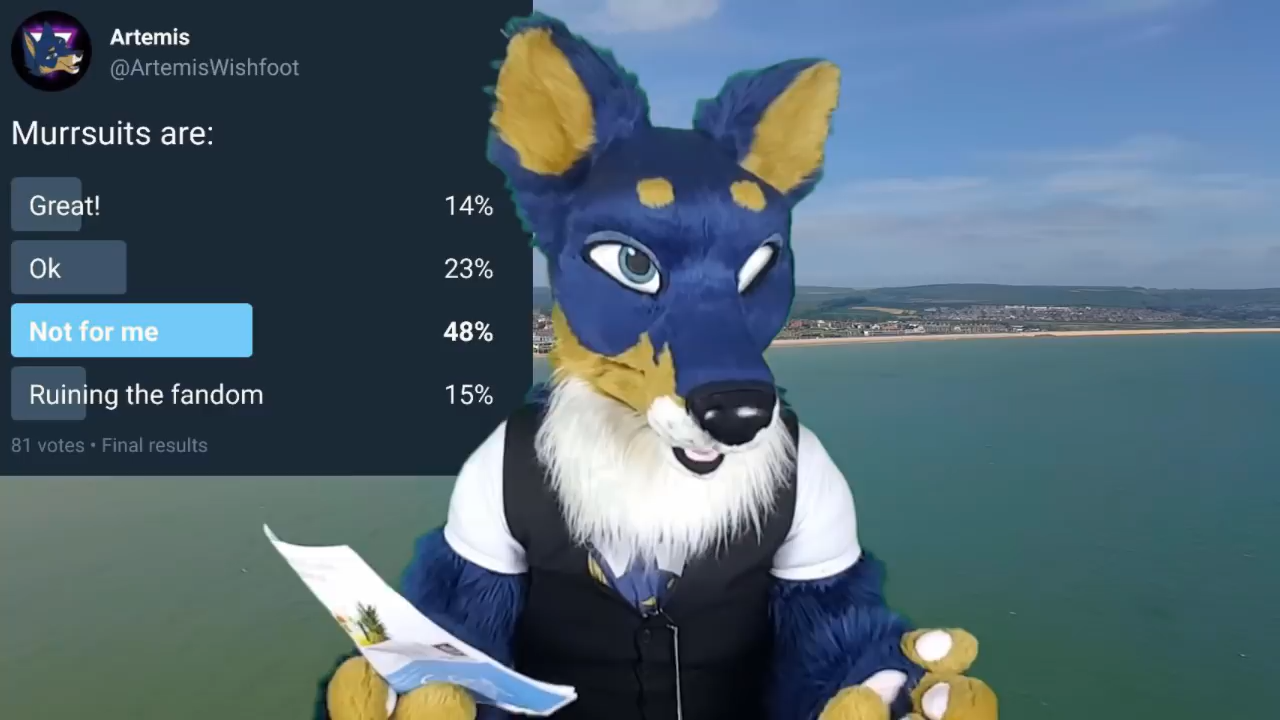 Artemis
@ArtemisWishfoot
Murrsuits are:
Great! 14%
Ok 23%
Not for me 48%
Ruining the fandom 15%
81 votes • Final results